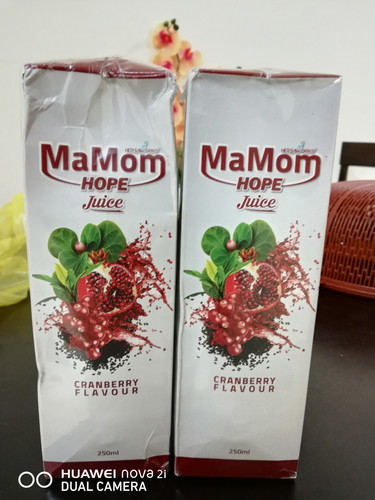 MaMom
HOPE
Juice
CRANBERRY
FLAVOUR
250ml
MaMom
HOPE
Juice
CRANBERRY
FLAVOUR
250ml
HUAWEI nova 2i
DUAL CAMERA